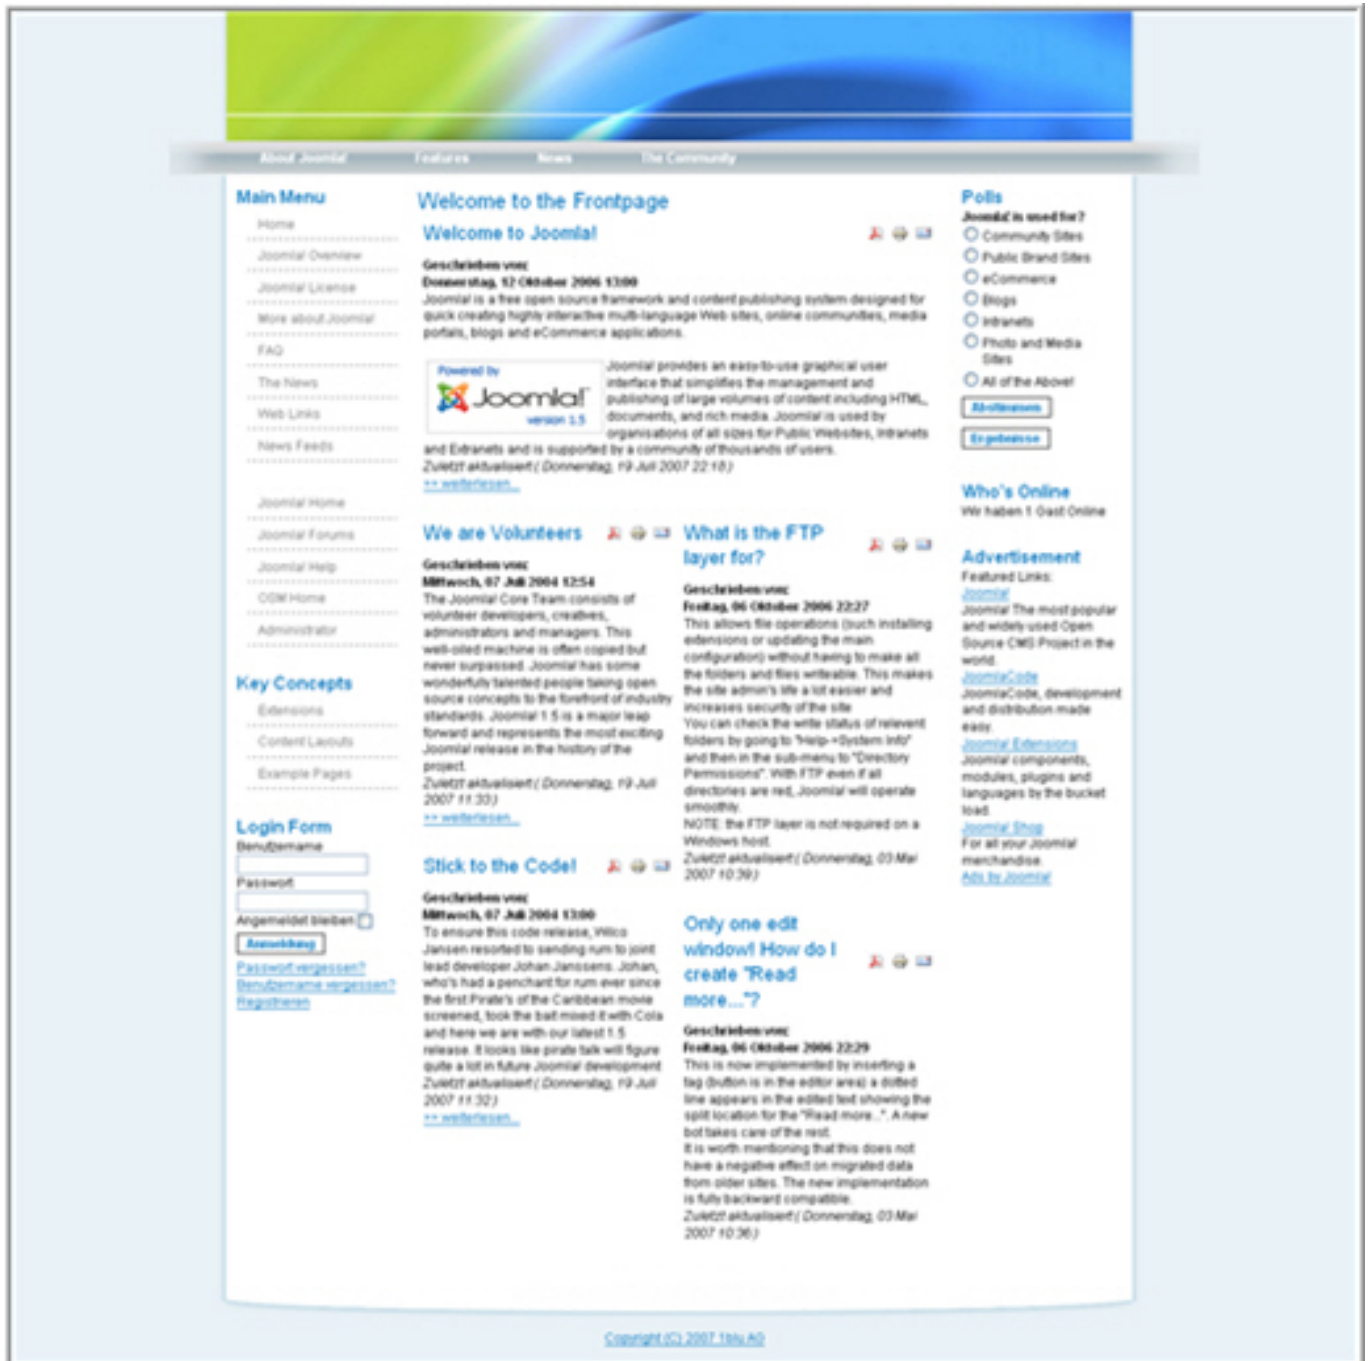 About Joomla!
Features
News
The Community
Main Menu
Home
Joomla! Overview
Joomla! License
More about Joomla!
FAQ
The News
Web Links
News Feeds
Joomla! Home
Joomla! Forums
Joomla! Help
OSM Home
Administrator
Key Concepts
Extensions
Content Layouts
Example Pages
Login Form
Benutzername
Passwort
Angemeldet bleiben
Anmeldung
Passwort vergessen?
Benutzername vergessen?
Registrieren
Welcome to the Frontpage
Welcome to Joomla!
Geschrieben von:
Donnerstag, 12 Oktober 2006 13:00
Joomla! is a free open source framework and content publishing system designed for
quick creating highly interactive multi-language Web sites, online communities, media
portals, blogs and eCommerce applications.
Powered by
Joomla!
version 1.5
Joomla! provides an easy-to-use graphical user
interface that simplifies the management and
publishing of large volumes of content including HTML,
documents, and rich media. Joomla! is used by
organisations of all sizes for Public Websites, Intranets
and Extranets and is supported by a community of thousands of users.
Zuletzt aktualisiert ( Donnerstag, 19 Juli 2007 22:18 )
>> weiterlesen...
We are Volunteers
Geschrieben von:
Mittwoch, 07 Juli 2004 12:54
The Joomla! Core Team consists of
volunteer developers, creatives,
administrators and managers. This
well-oiled machine is often copied but
never surpassed. Joomla! has some
wonderfully talented people taking open
source concepts to the forefront of industry
standards. Joomla! 1.5 is a major leap
forward and represents the most exciting
Joomla! release in the history of the
project.
Zuletzt aktualisiert ( Donnerstag, 19 Juli
2007 11:33 )
>> weiterlesen...
Stick to the Code!
Geschrieben von:
Mittwoch, 07 Juli 2004 13:00
To ensure this code release, Wilco
Jansen resorted to sending rum to joint
lead developer Johan Janssens. Johan,
who's had a penchant for rum ever since
the first Pirate's of the Caribbean movie
screened, took the bait mixed it with Cola
and here we are with our latest 1.5
release. It looks like pirate talk will figure
quite a lot in future Joomla! development
Zuletzt aktualisiert ( Donnerstag, 19 Juli
2007 11:32 )
>> weiterlesen...
What is the FTP
layer for?
Geschrieben von:
Freitag, 06 Oktober 2006 22:27
This allows file operations (such installing
extensions or updating the main
configuration) without having to make all
the folders and files writeable. This makes
the site admin's life a lot easier and
increases security of the site
You can check the write status of relevent
folders by going to "Help->System Info"
and then in the sub-menu to "Directory
Permissions". With FTP even if all
directories are red, Joomla! will operate
smoothly.
NOTE: the FTP layer is not required on a
Windows host.
Zuletzt aktualisiert ( Donnerstag, 03 Mai
2007 10:39 )
Only one edit
window! How do I
create "Read
more..."?
Geschrieben von:
Freitag, 06 Oktober 2006 22:29
This is now implemented by inserting a
tag (button is in the editor area) a dotted
line appears in the edited text showing the
split location for the "Read more...". A new
bot takes care of the rest.
It is worth mentioning that this does not
have a negative effect on migrated data
from older sites. The new implementation
is fully backward compatible.
Zuletzt aktualisiert ( Donnerstag, 03 Mai
2007 10:36 )
Polls
Joomla! is used for?
Community Sites
Public Brand Sites
eCommerce
Blogs
Intranets
Photo and Media
Sites
All of the Above!
Abstimmen
Ergebnisse
Who's Online
Wir haben 1 Gast Online
Advertisement
Featured Links:
Joomla!
Joomla! The most popular
and widely used Open
Source CMS Project in the
world.
JoomlaCode
JoomlaCode, development
and distribution made
easy.
Joomla! Extensions
Joomla! components,
modules, plugins and
languages by the bucket
load.
Joomla! Shop
For all your Joomla!
merchandise.
Ads by Joomla!
Copyright (C) 2007 1blu AG